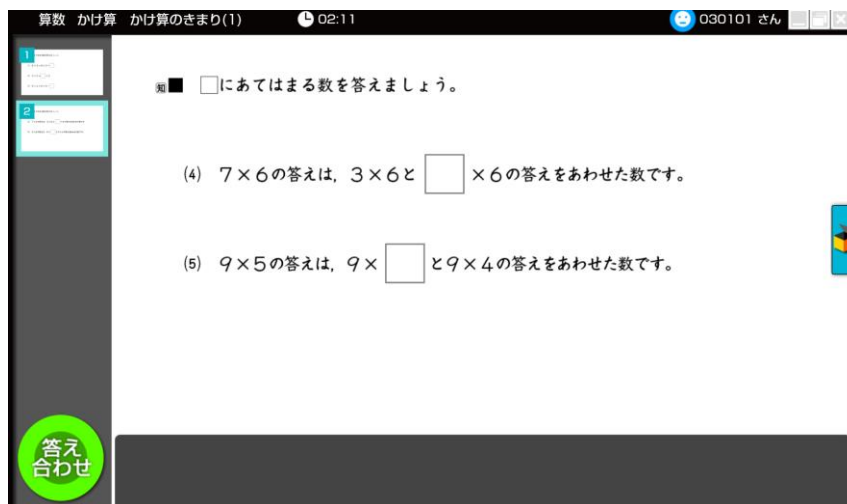 算数 かけ算 かけ算のきまり(1)
02:11
030101 さん
1
2
知■ □にあてはまる数を答えましょう。
(4) 7×6の答えは，3×6と□×6の答えをあわせた数です。
(5) 9×5の答えは，9×□と9×4の答えをあわせた数です。
答え
合わせ